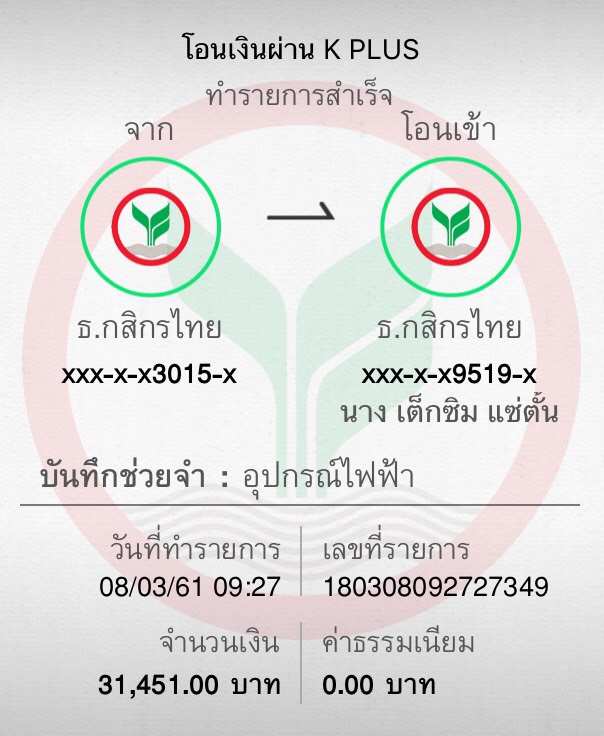 โอนเงินผ่าน K PLUS
ทำรายการสำเร็จ
จาก
โอนเข้า
ธ.กสิกรไทย
ธ.กสิกรไทย
xxx-x-x3015-x
xxx-x-x9519-x
นาง เต็กซิม แซ่ตั้น
บันทึกช่วยจำ : อุปกรณ์ไฟฟ้า
วันที่ทำรายการ
เลขที่รายการ
08/03/61 09:27
180308092727349
จำนวนเงิน
ค่าธรรมเนียม
31,451.00 บาท
0.00 บาท